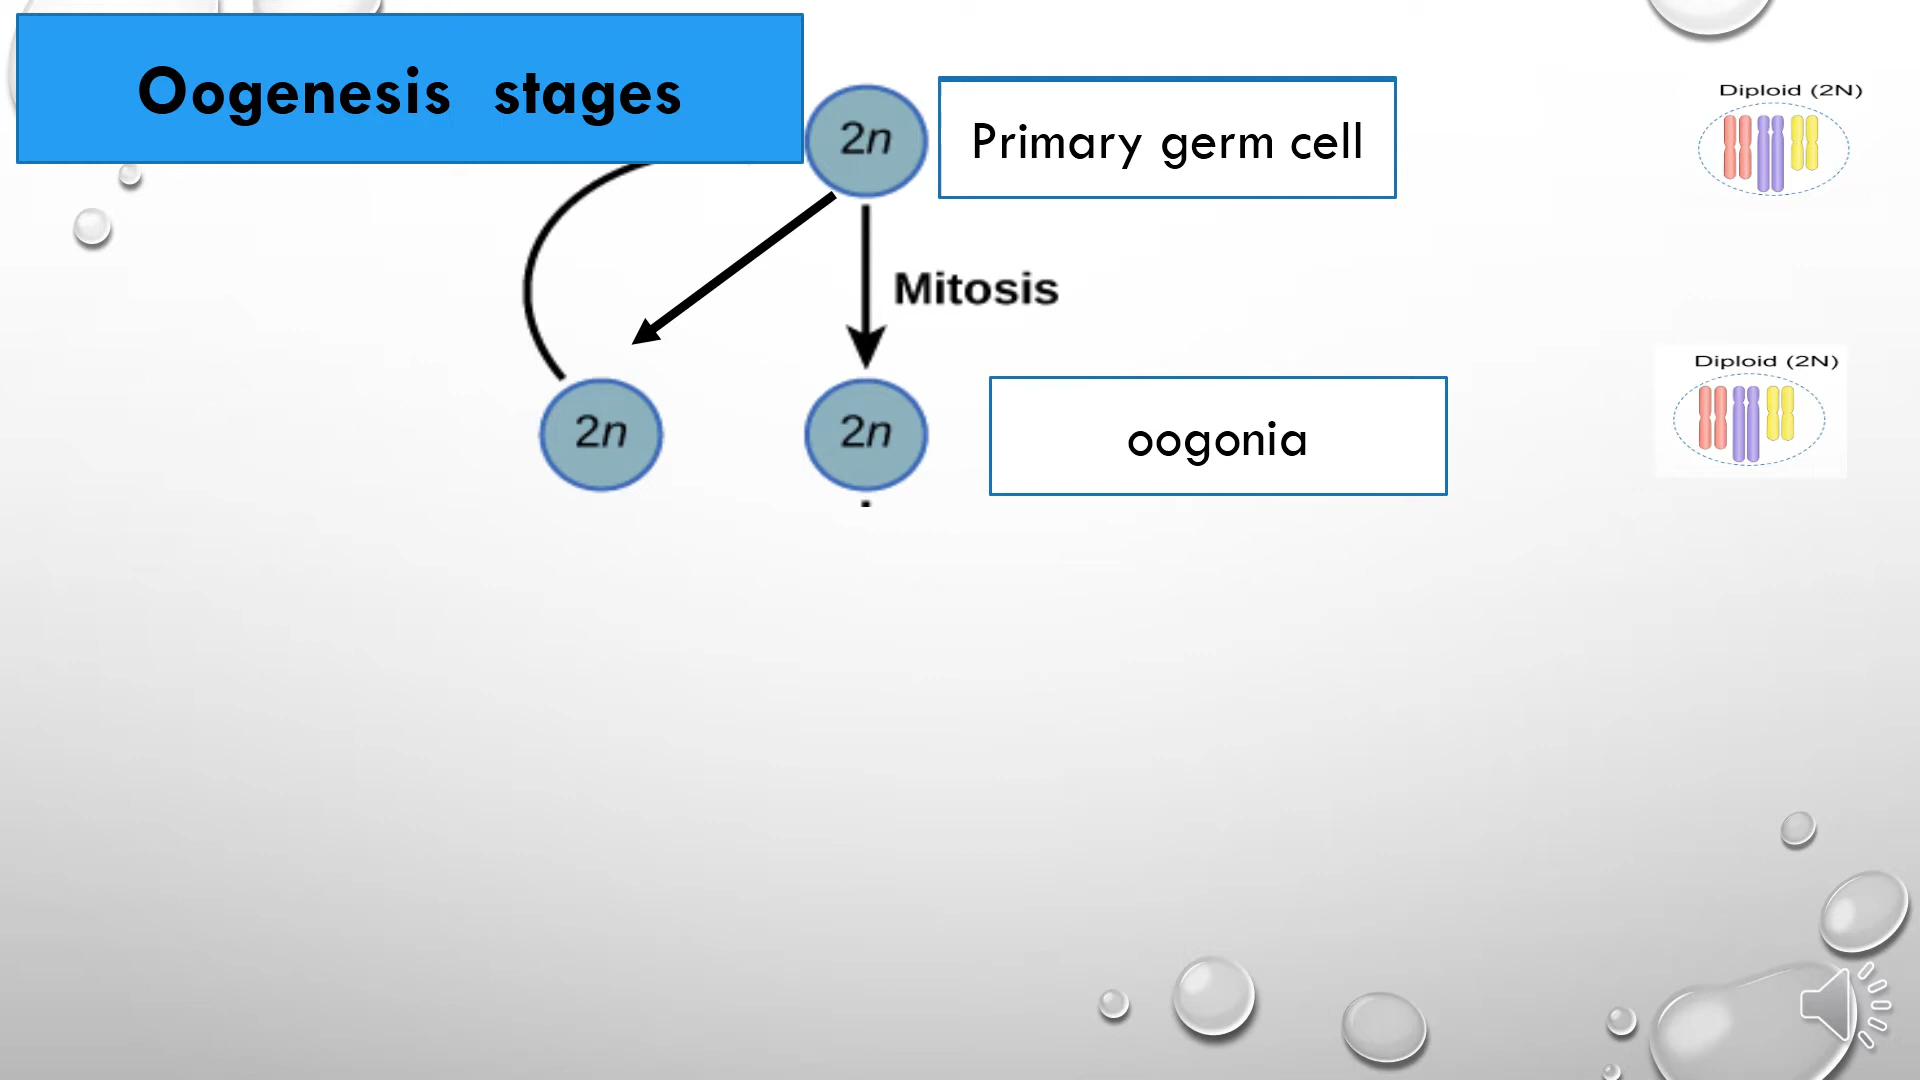 Oogenesis stages
2n
Primary germ cell
Diploid (2N)
Mitosis
Diploid (2N)
2n
2n
oogonia